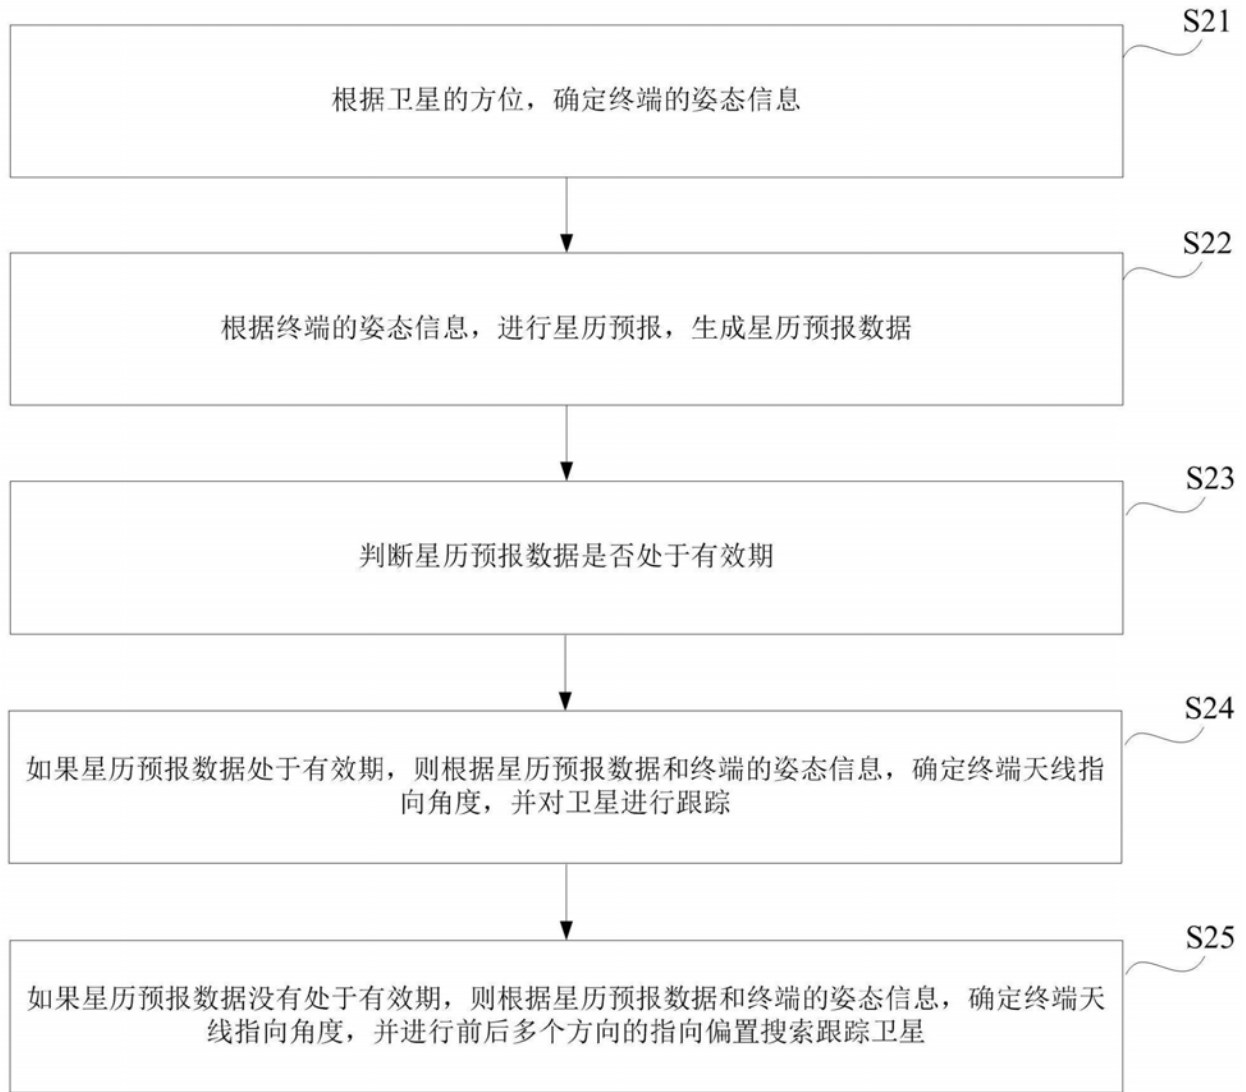 S21
根据卫星的方位，确定终端的姿态信息
S22
根据终端的姿态信息，进行星历预报，生成星历预报数据
S23
判断星历预报数据是否处于有效期
S24
如果星历预报数据处于有效期，则根据星历预报数据和终端的姿态信息，确定终端天线指
向角度，并对卫星进行跟踪
S25
如果星历预报数据没有处于有效期，则根据星历预报数据和终端的姿态信息，确定终端天
线指向角度，并进行前后多个方向的指向偏置搜索跟踪卫星